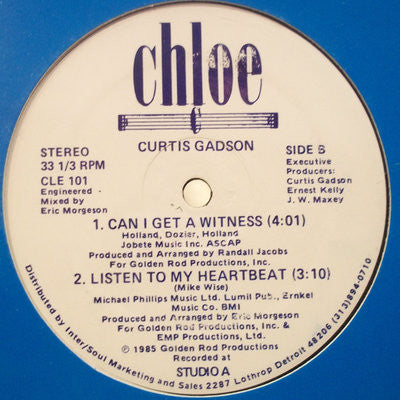 chloe
C
CURTIS GADSON
STEREO
33 1/3 RPM
CLE 101
Engineered -
Mixed by
Eric Morgeson
SIDE B
Executive
Producers:
Curtis Gadson
Ernest Kelly
J. W. Maxey
1. CAN I GET A WITNESS (4:01)
Holland, Dozier, Holland
Jobete Music Inc. ASCAP
Produced and Arranged by Randall Jacobs
For Golden Rod Productions, Inc.
2. LISTEN TO MY HEARTBEAT (3:10)
(Mike Wise)
Michael Phillips Music Ltd. Lumil Pub., Ernkel
Music Co. BMI
Produced and Arranged by Eric Morgeson
For Golden Rod Productions, Inc. &
EMP Productions, Ltd.
℗ 1985 Golden Rod Productions
Recorded at
STUDIO A
Distributed by Inter/Soul Marketing and Sales 2287 Lothrop Detroit 48206 (313)894-0710